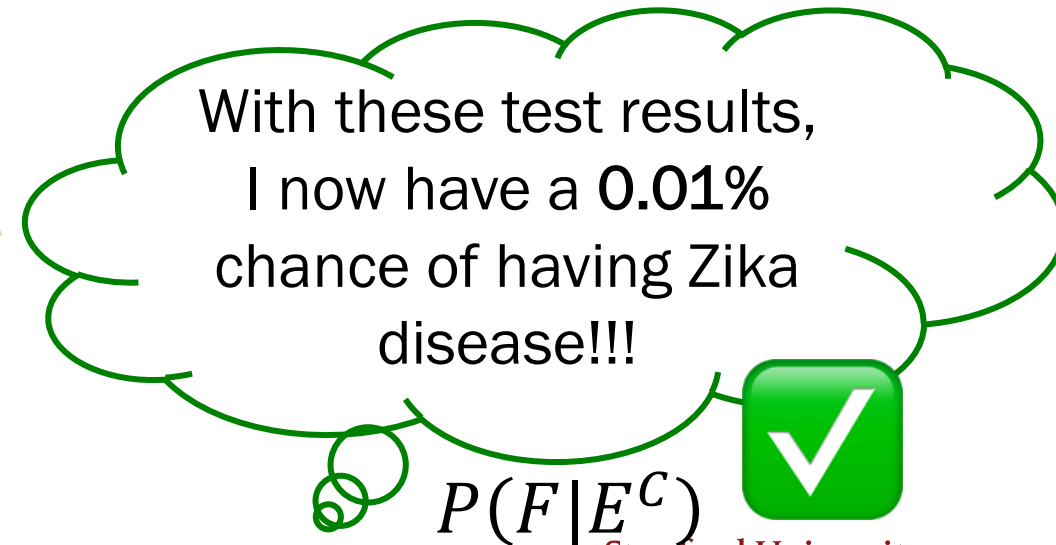 With these test results,
I now have a 0.01%
chance of having Zika
disease!!!
P(F|E^C)